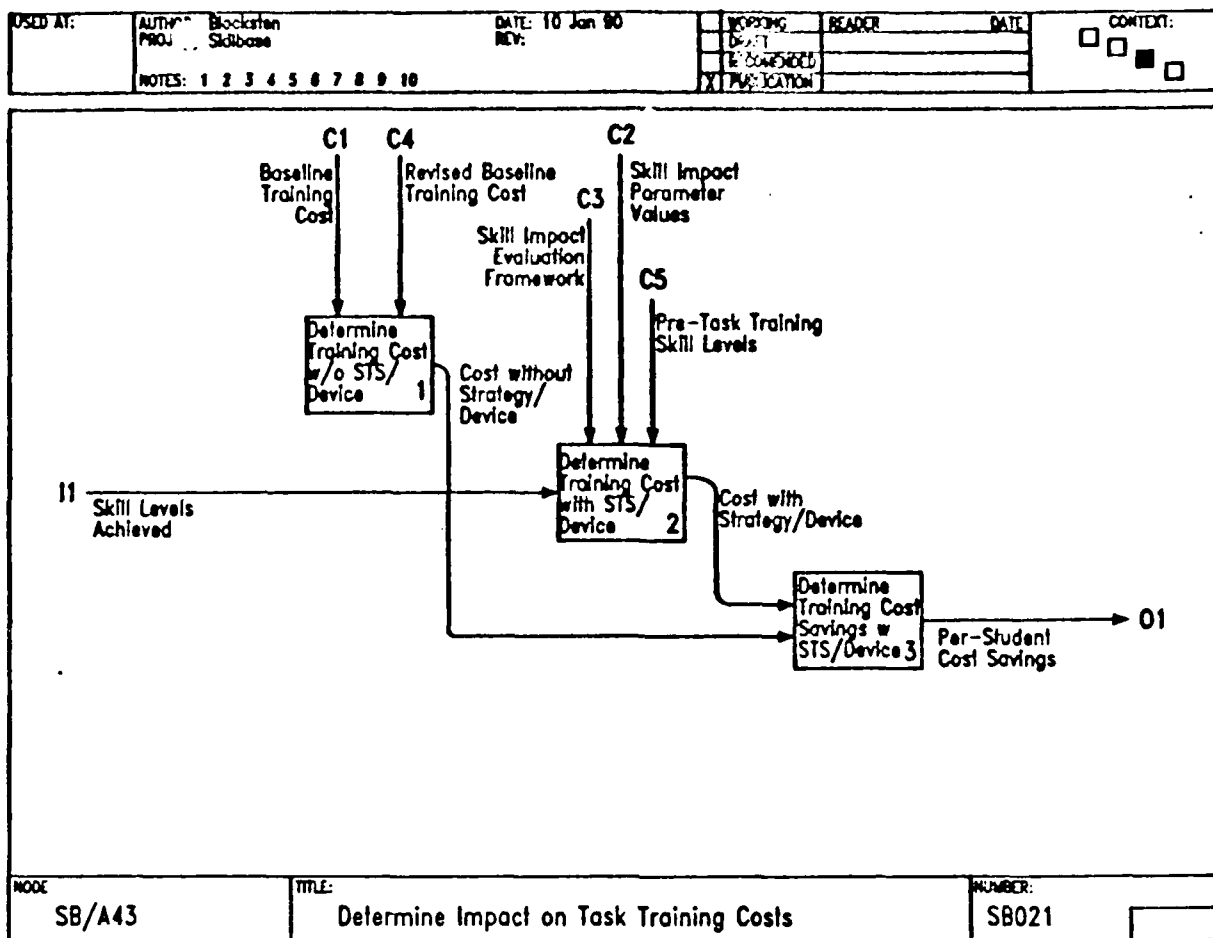 USED AT:
AUTHOR Blocksten
DATE: 10 Jan 90
PROJ Skilbase
REV:
NOTES: 1 2 3 4 5 6 7 8 9 10
WORKING
DRAFT
RECOMMENDED
X PUBLICATION
READER DATE
CONTEXT:
C1
C4
C2
Baseline
Training
Cost
Revised Baseline
Training Cost
Skill Impact
Parameter
Values
C3
Skill Impact
Evaluation
Framework
C5
Pre-Task Training
Skill Levels
Determine
Training Cost
w/o STS/
Device 1
Cost without
Strategy/
Device
I1
Skill Levels
Achieved
Determine
Training Cost
with STS/
Device 2
Cost with
Strategy/Device
Determine
Training Cost
Savings w
STS/Device 3
O1
Per-Student
Cost Savings
NODE
SB/A43
TITLE:
Determine Impact on Task Training Costs
NUMBER:
SB021